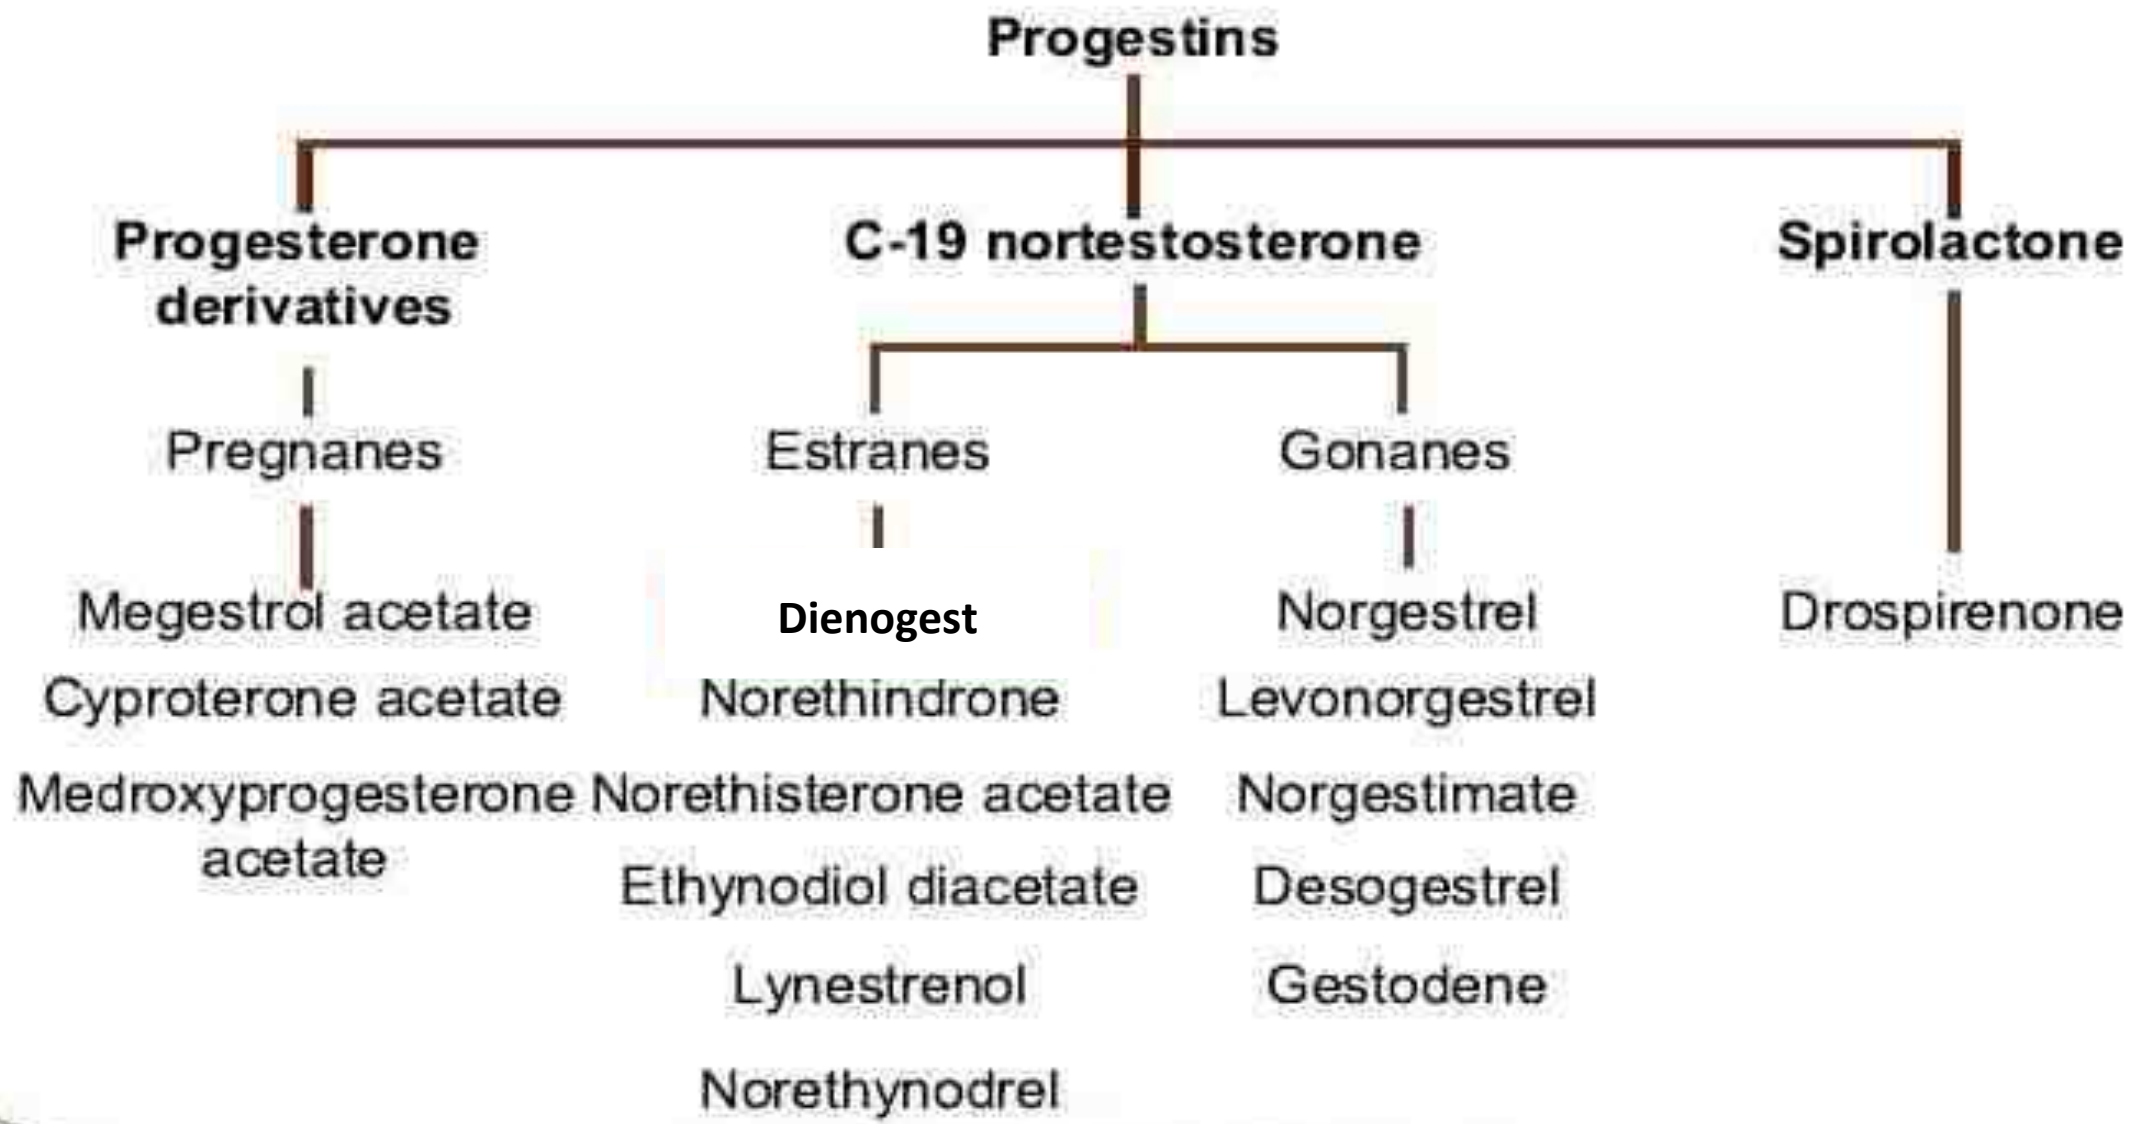 Progestins
Progesterone
derivatives
C-19 nortestosterone
Spirolactone
Pregnanes
Estranes
Gonanes
Megestrol acetate
Cyproterone acetate
Medroxyprogesterone
acetate
Dienogest
Norethindrone
Norethisterone acetate
Ethynodiol diacetate
Lynestrenol
Norethynodrel
Norgestrel
Levonorgestrel
Norgestimate
Desogestrel
Gestodene
Drospirenone